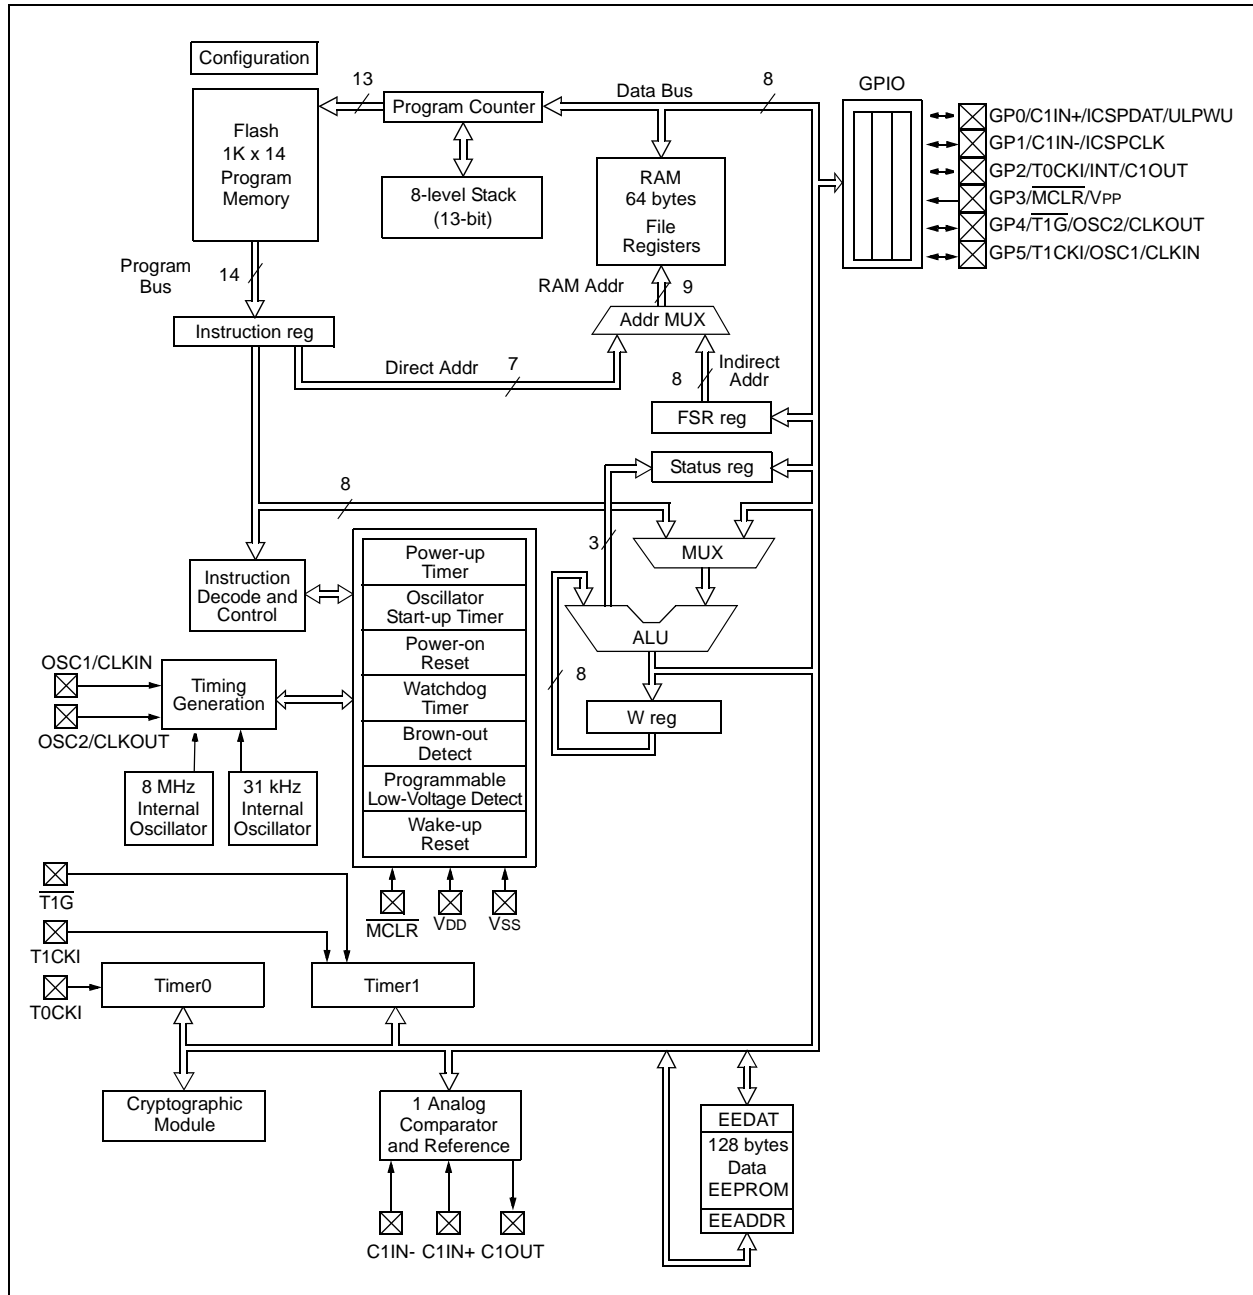 Configuration
13
Program Counter
Data Bus
8
GPIO
Flash
1K x 14
Program
Memory
8-level Stack
(13-bit)
RAM
64 bytes
File
Registers
GP0/C1IN+/ICSPDAT/ULPWU
GP1/C1IN-/ICSPCLK
GP2/T0CKI/INT/C1OUT
GP3/MCLR/VPP
GP4/T1G/OSC2/CLKOUT
GP5/T1CKI/OSC1/CLKIN
Program
Bus
14
RAM Addr
9
Instruction reg
Addr MUX
Direct Addr
7
8
Indirect
Addr
FSR reg
Status reg
8
3
MUX
Instruction
Decode and
Control
Power-up
Timer
Oscillator
Start-up Timer
Power-on
Reset
Watchdog
Timer
Brown-out
Detect
Programmable
Low-Voltage Detect
Wake-up
Reset
ALU
8
W reg
OSC1/CLKIN
Timing
Generation
OSC2/CLKOUT
8 MHz
Internal
Oscillator
31 kHz
Internal
Oscillator
T1G
MCLR
VDD
VSS
T1CKI
Timer0
Timer1
T0CKI
Cryptographic
Module
1 Analog
Comparator
and Reference
EEDAT
128 bytes
Data
EEPROM
EEADDR
C1IN-
C1IN+
C1OUT